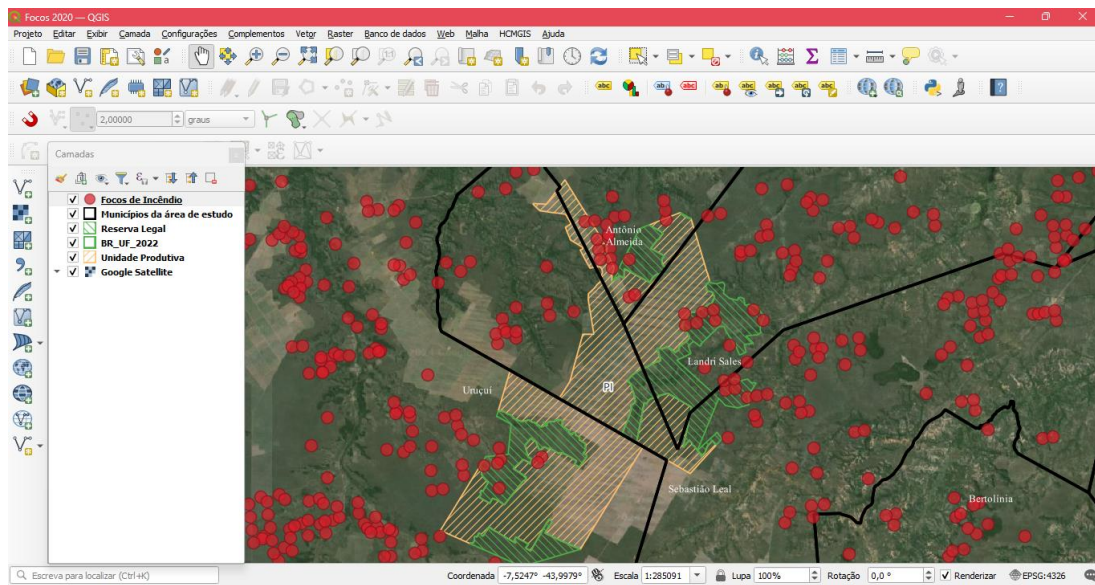 Focos 2020 — QGIS
Projeto Editar Exibir Camada Configurações Complementos Vetor Raster Banco de dados Web Malha HCMGIS Ajuda
2,00000 graus
Camadas
Focos de Incêndio
Municípios da área de estudo
Reserva Legal
BR_UF_2022
Unidade Produtiva
Google Satellite
Antônio
Almeida
Landri Sales
PI
Uruçuí
Sebastião Leal
Bertolínia
Escreva para localizar (Ctrl+K) Coordenada -7,5247° -43,9979° Escala 1:285091 Lupa 100% Rotação 0,0 ° Renderizar EPSG:4326